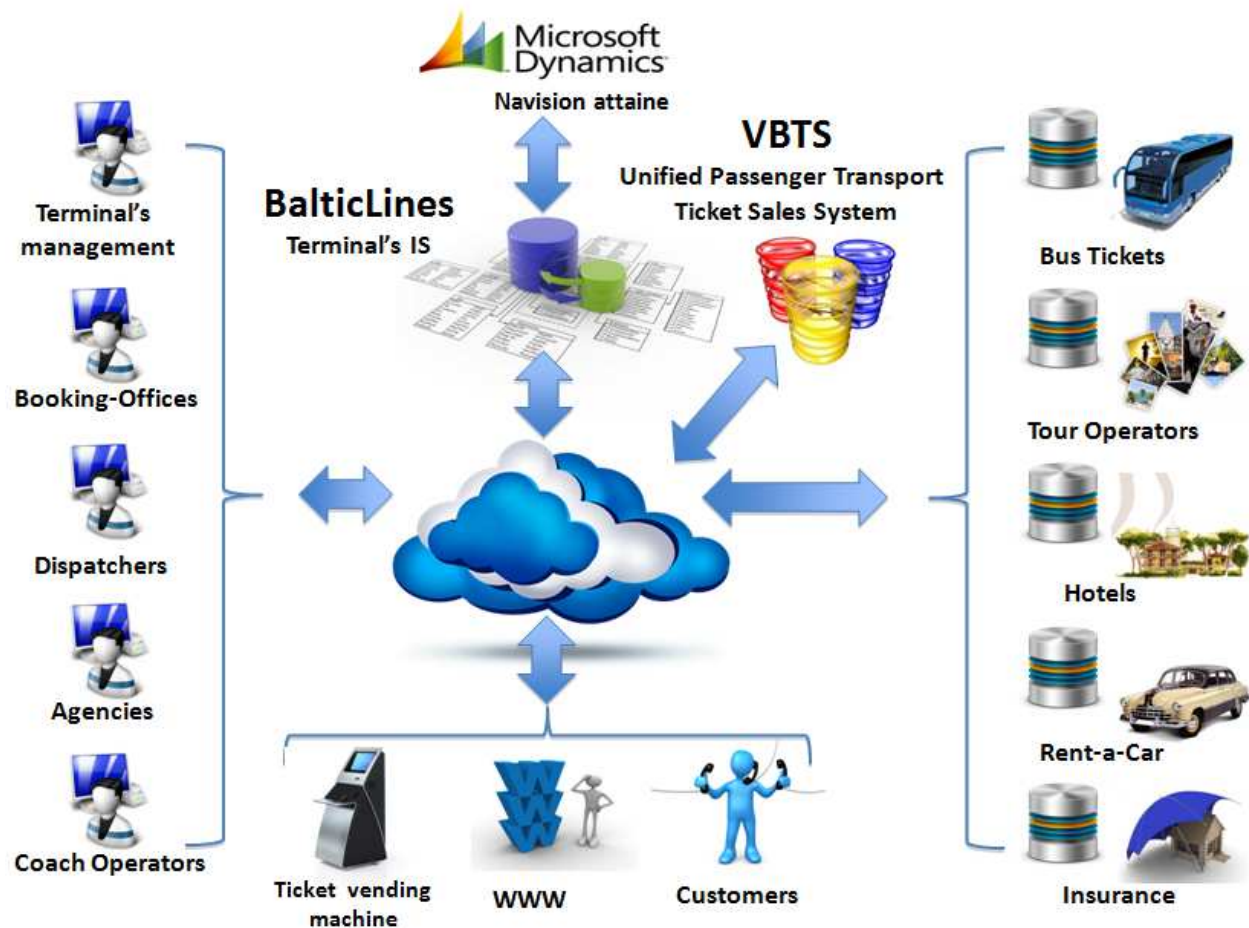 Microsoft
Dynamics
Navision attaine
VBTS
Unified Passenger Transport
Ticket Sales System
BalticLines
Terminal's IS
Terminal's
management
Booking-Offices
Dispatchers
Agencies
Coach Operators
Bus Tickets
Tour Operators
Hotels
Rent-a-Car
Insurance
Ticket vending
machine
WWW
WWW
Customers